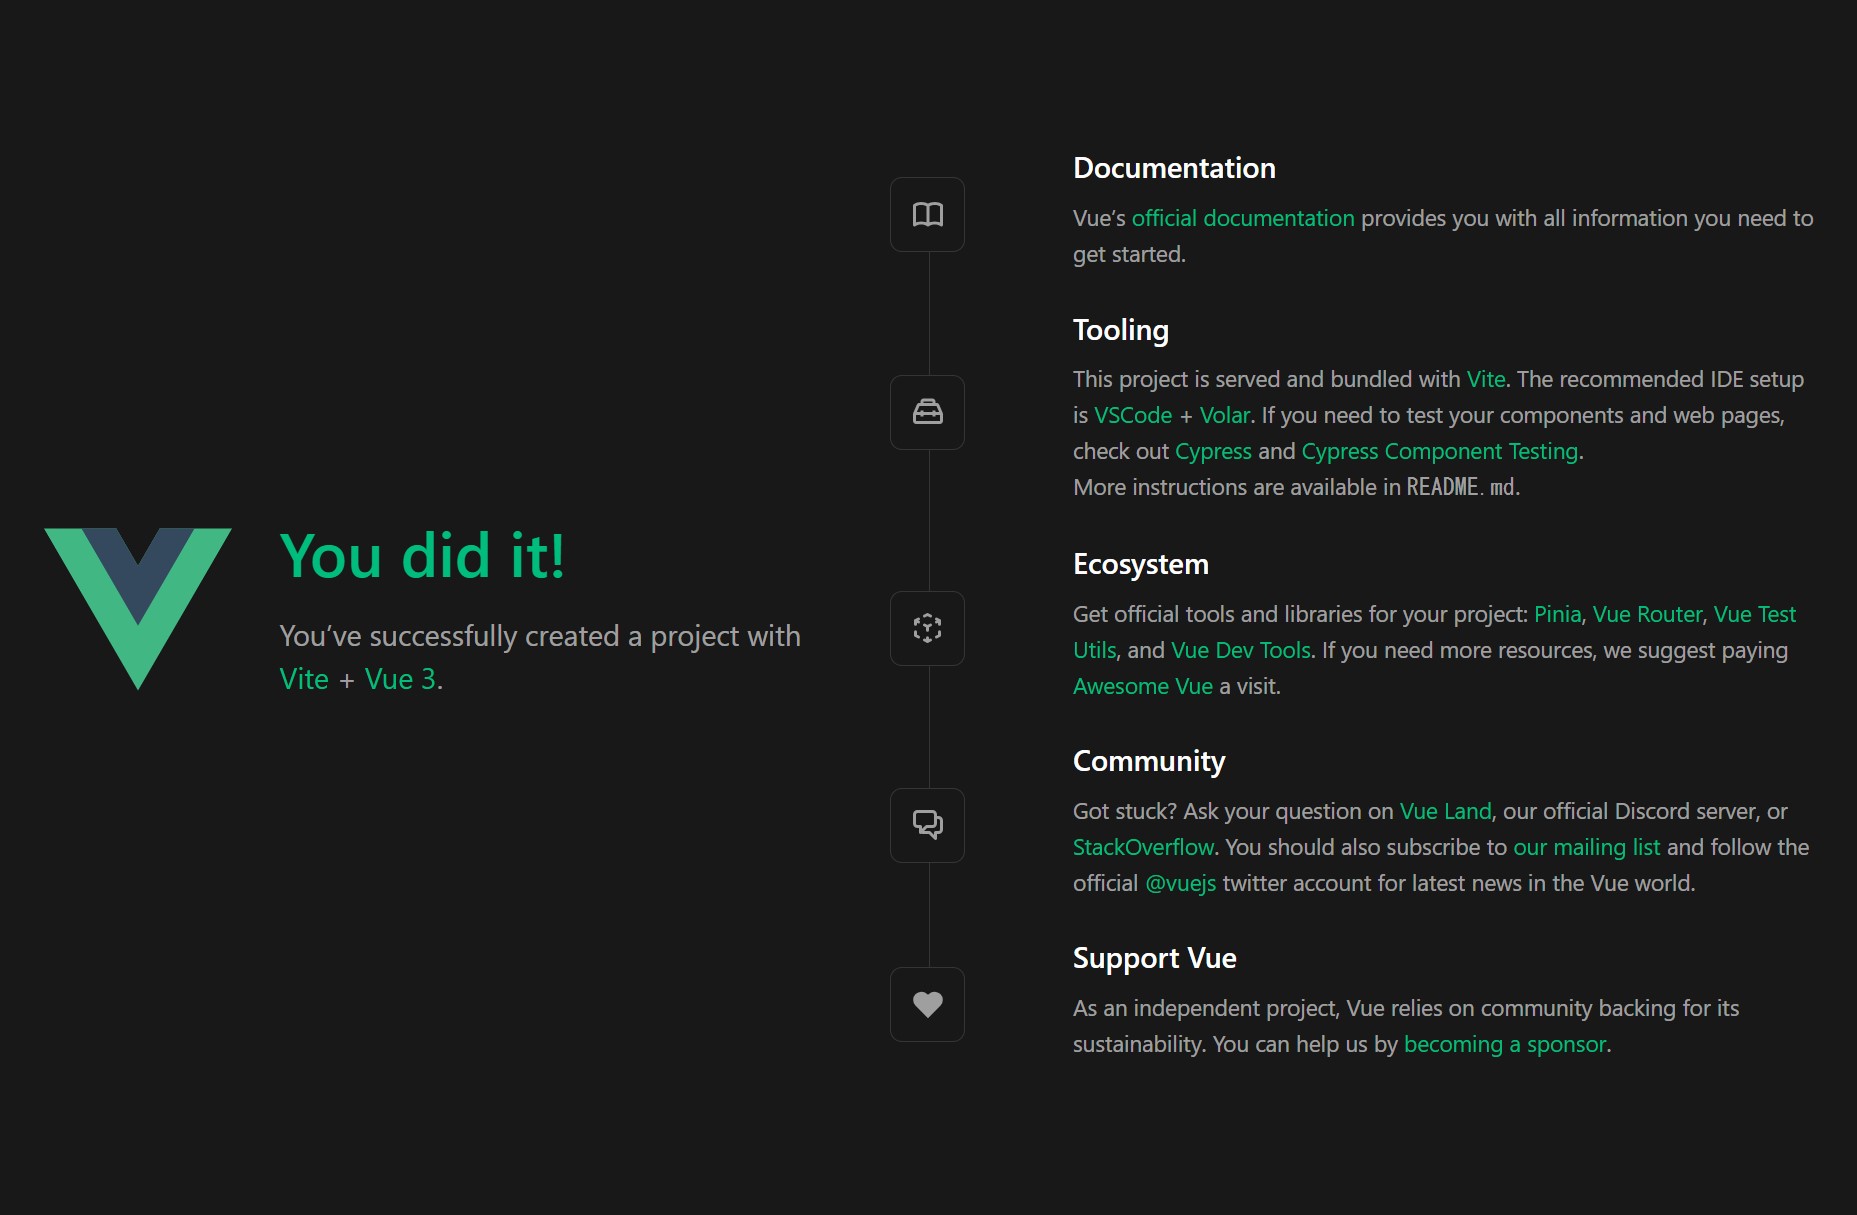 You did it!
You’ve successfully created a project with
Vite + Vue 3.
Documentation
Vue’s official documentation provides you with all information you need to
get started.
Tooling
This project is served and bundled with Vite. The recommended IDE setup
is VSCode + Volar. If you need to test your components and web pages,
check out Cypress and Cypress Component Testing.
More instructions are available in README.md.
Ecosystem
Get official tools and libraries for your project: Pinia, Vue Router, Vue Test
Utils, and Vue Dev Tools. If you need more resources, we suggest paying
Awesome Vue a visit.
Community
Got stuck? Ask your question on Vue Land, our official Discord server, or
StackOverflow. You should also subscribe to our mailing list and follow the
official @vuejs twitter account for latest news in the Vue world.
Support Vue
As an independent project, Vue relies on community backing for its
sustainability. You can help us by becoming a sponsor.